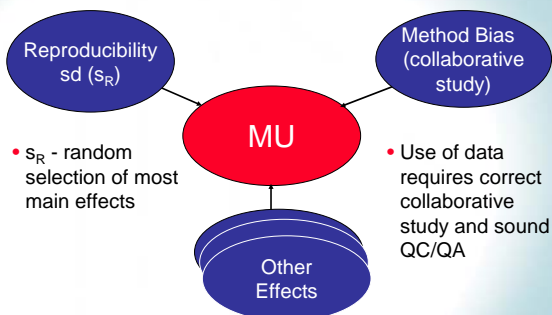 Reproducibility
sd (sR)
Method Bias
(collaborative
study)
MU
• sR - random
selection of most
main effects
• Use of data
requires correct
collaborative
study and sound
QC/QA
Other
Effects